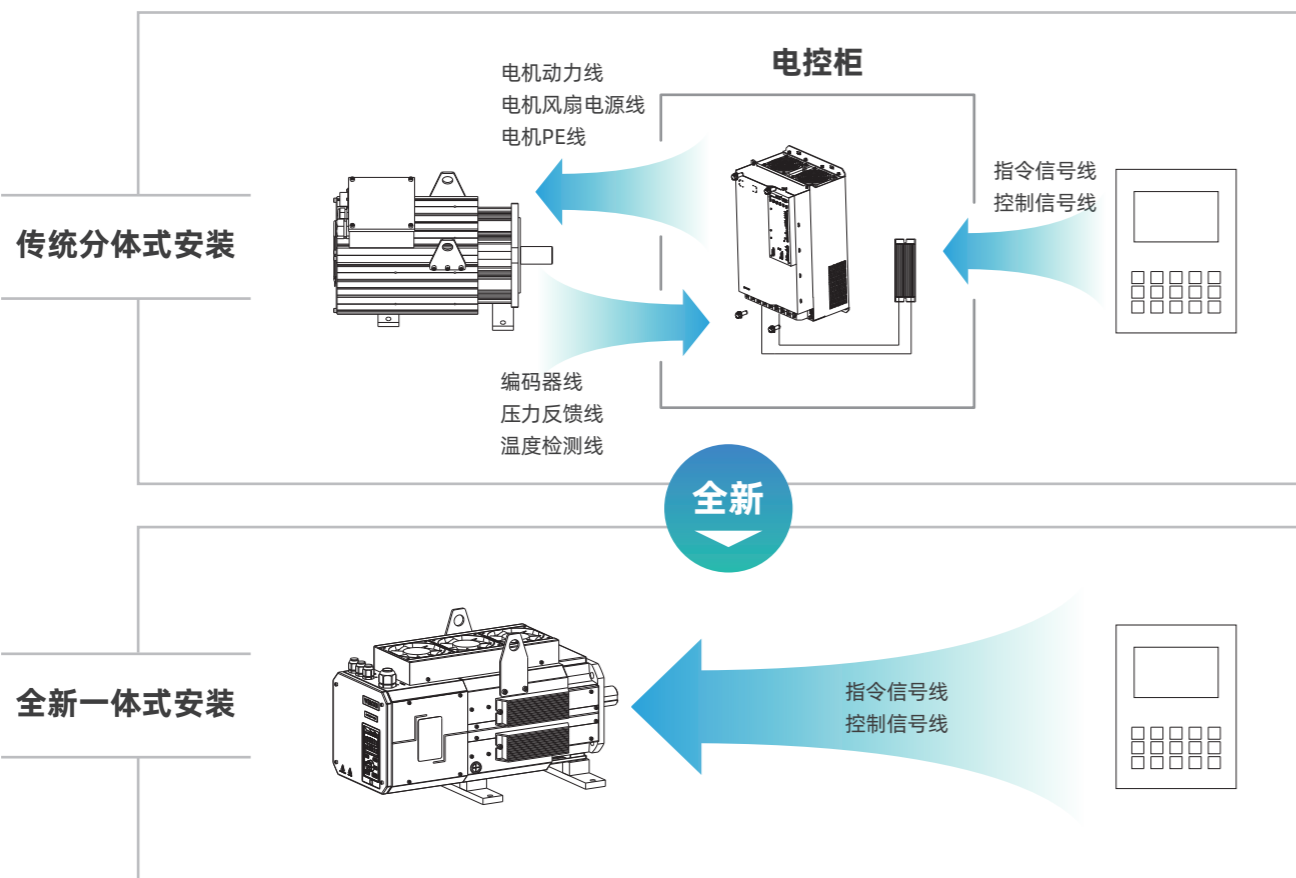 电控柜
电机动力线
电机风扇电源线
电机PE线
指令信号线
控制信号线
传统分体式安装
编码器线
压力反馈线
温度检测线
全新
全新一体式安装
指令信号线
控制信号线